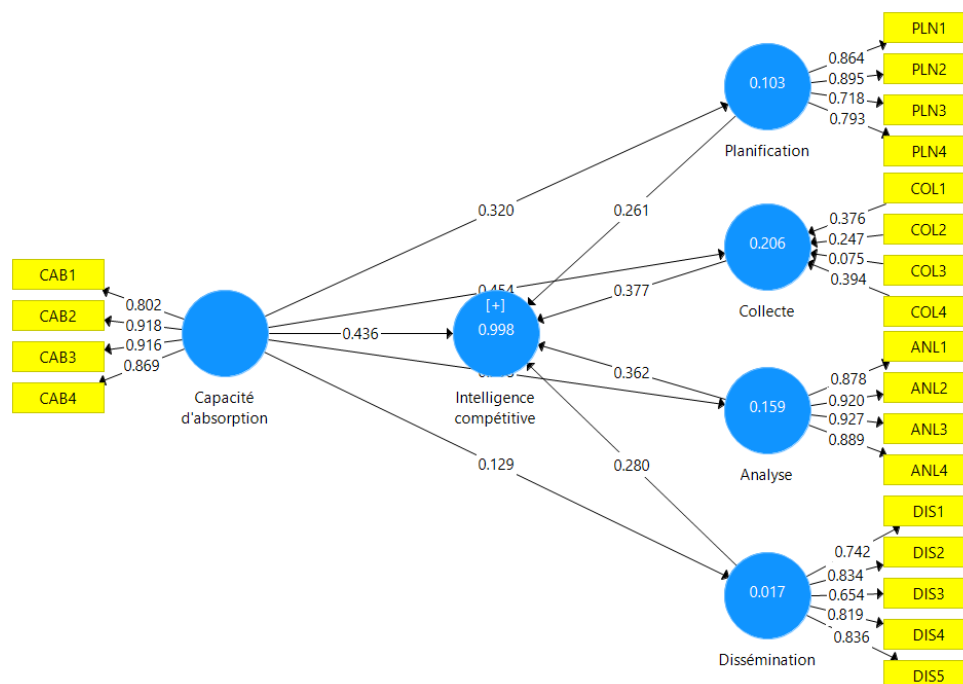 PLN1
0.864
PLN2
0.895
0.103
0.718
PLN3
0.793
PLN4
Planification
COL1
0.320
0.261
0.376
COL2
0.247
0.206
0.075
COL3
0.394
CAB1
0.454
0.377
COL4
0.802
[+]
Collecte
CAB2
0.918
0.436
0.998
ANL1
CAB3
0.916
0.362
0.878
CAB4
0.869
ANL2
0.920
Capacité
d'absorption
Intelligence
compétitive
0.159
0.927
ANL3
0.889
ANL4
0.129
0.280
Analyse
DIS1
0.742
DIS2
0.834
0.017
0.654
DIS3
0.819
DIS4
0.836
Dissémination
DIS5